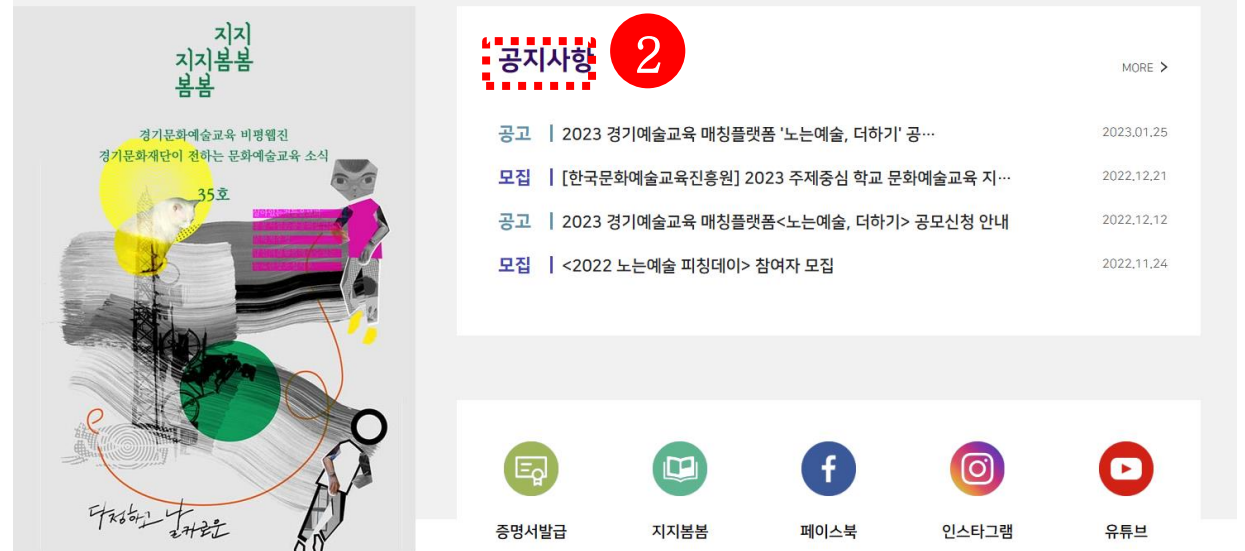 지지
지지봄봄
봄봄
경기문화예술교육 비평웹진
경기문화재단이 전하는 문화예술교육 소식
35호
다정하고 날카로운
공지사항
2
MORE >
공고 | 2023 경기예술교육 매칭플랫폼 '노는예술, 더하기' 공… 2023.01.25
모집 | [한국문화예술교육진흥원] 2023 주제중심 학교 문화예술교육 지… 2022.12.21
공고 | 2023 경기예술교육 매칭플랫폼<노는예술, 더하기> 공모신청 안내 2022.12.12
모집 | <2022 노는예술 피칭데이> 참여자 모집 2022.11.24
증명서발급 지지봄봄 페이스북 인스타그램 유튜브